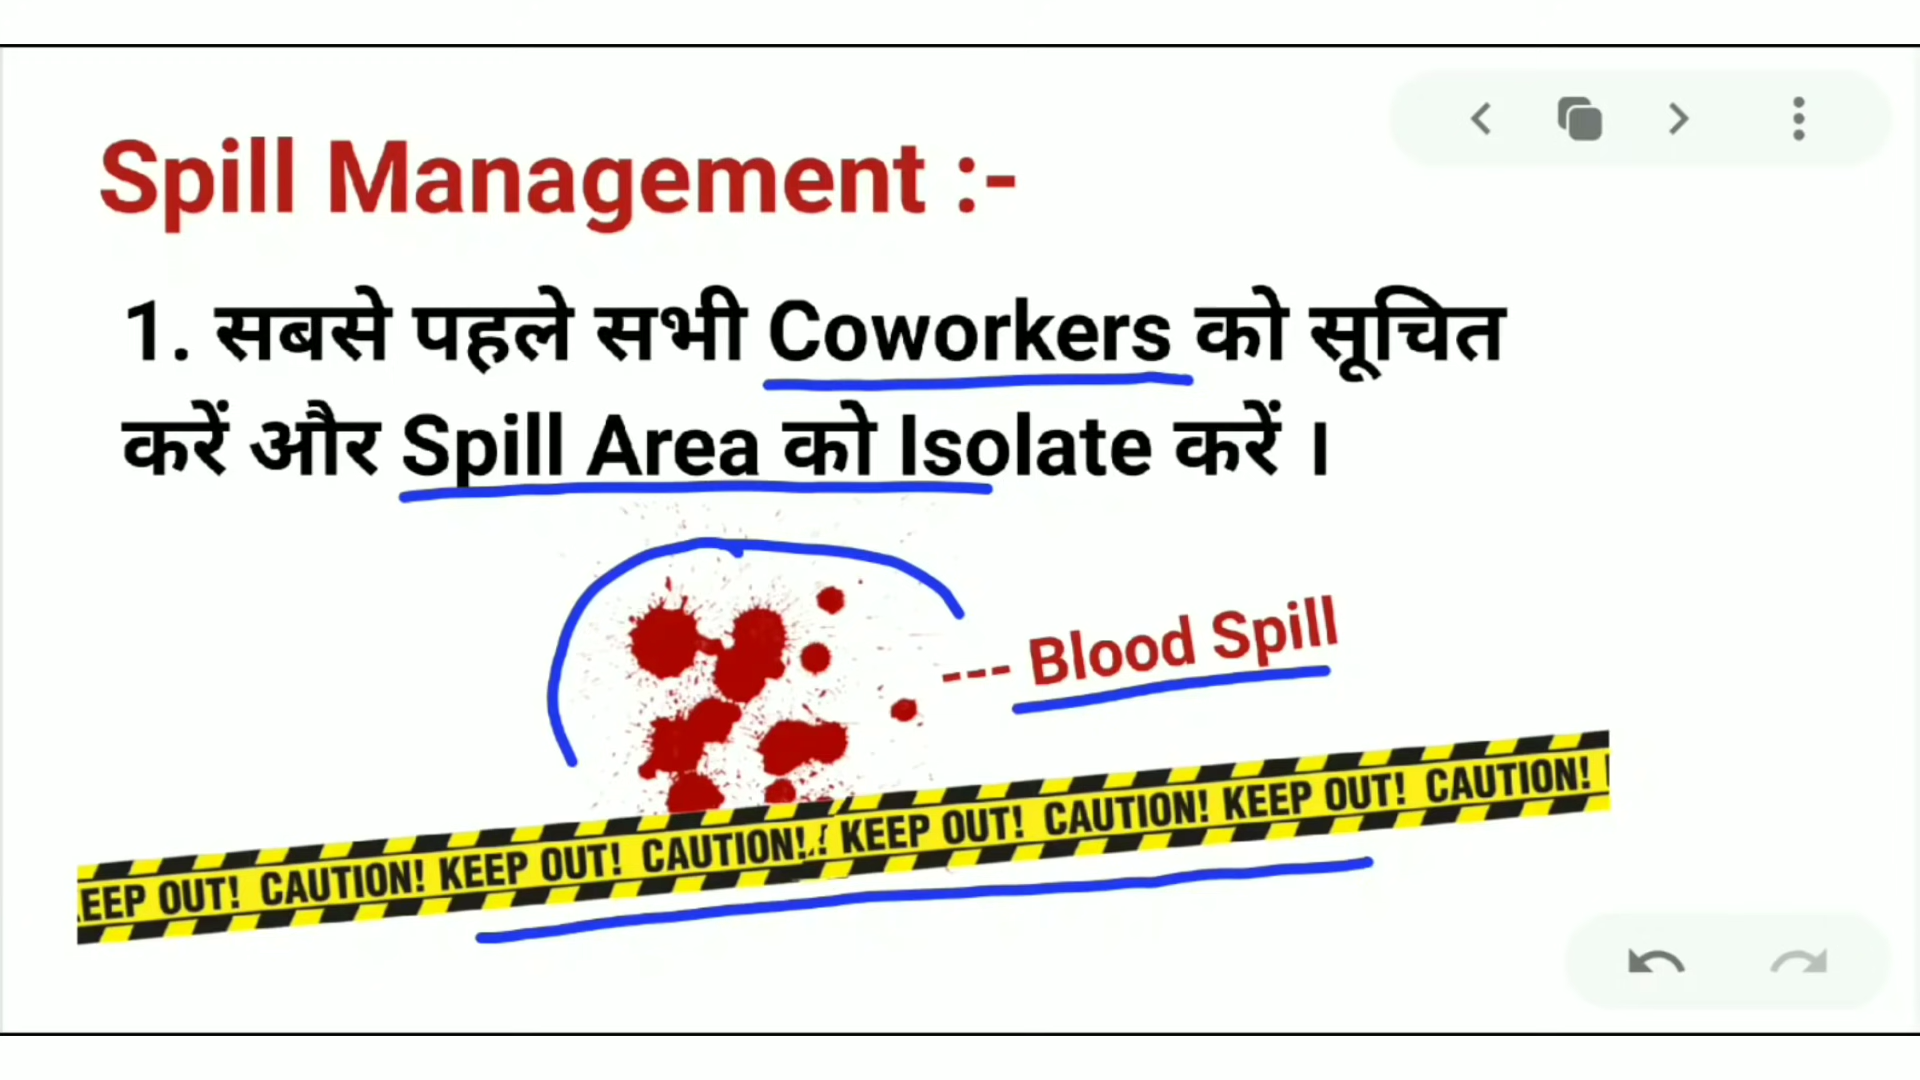 Spill Management :-
1. सबसे पहले सभी Coworkers को सूचित
करें और Spill Area को Isolate करें ।
--- Blood Spill
EEP OUT! CAUTION! KEEP OUT! CAUTION! KEEP OUT! CAUTION! KEEP OUT! CAUTION!